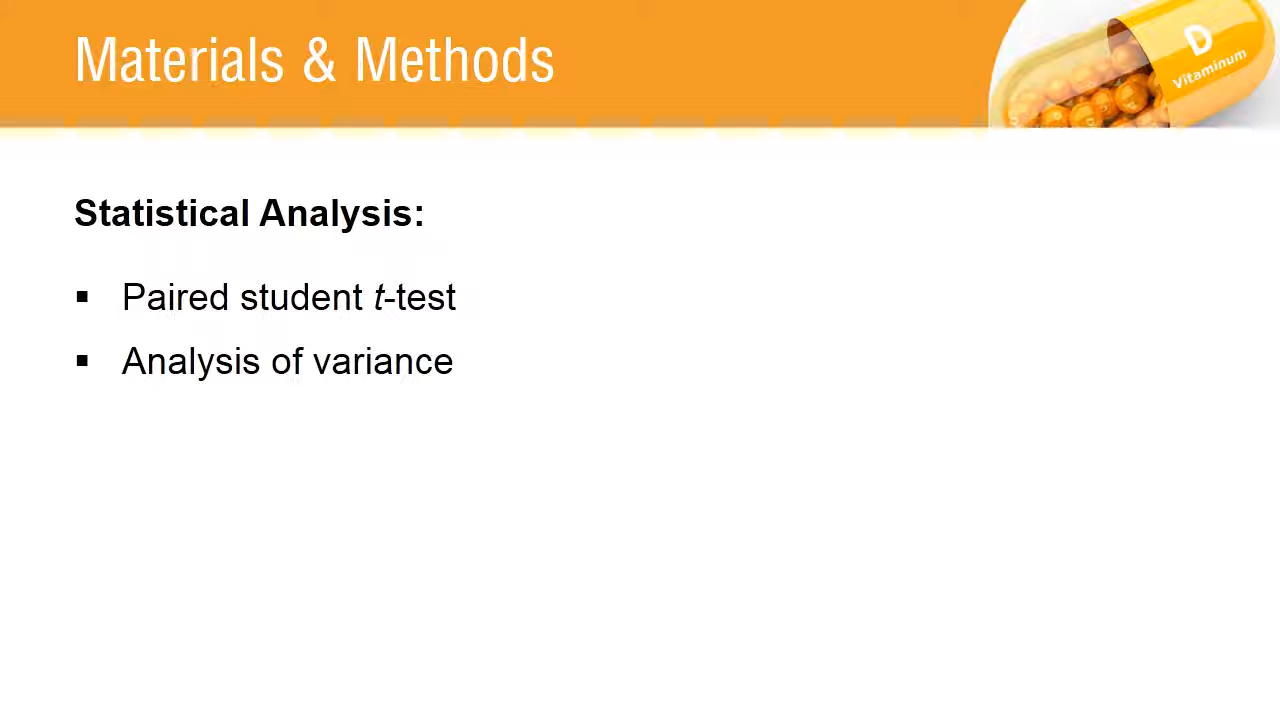 Materials & Methods
D
Vitaminum
Statistical Analysis:
▪ Paired student t-test
▪ Analysis of variance